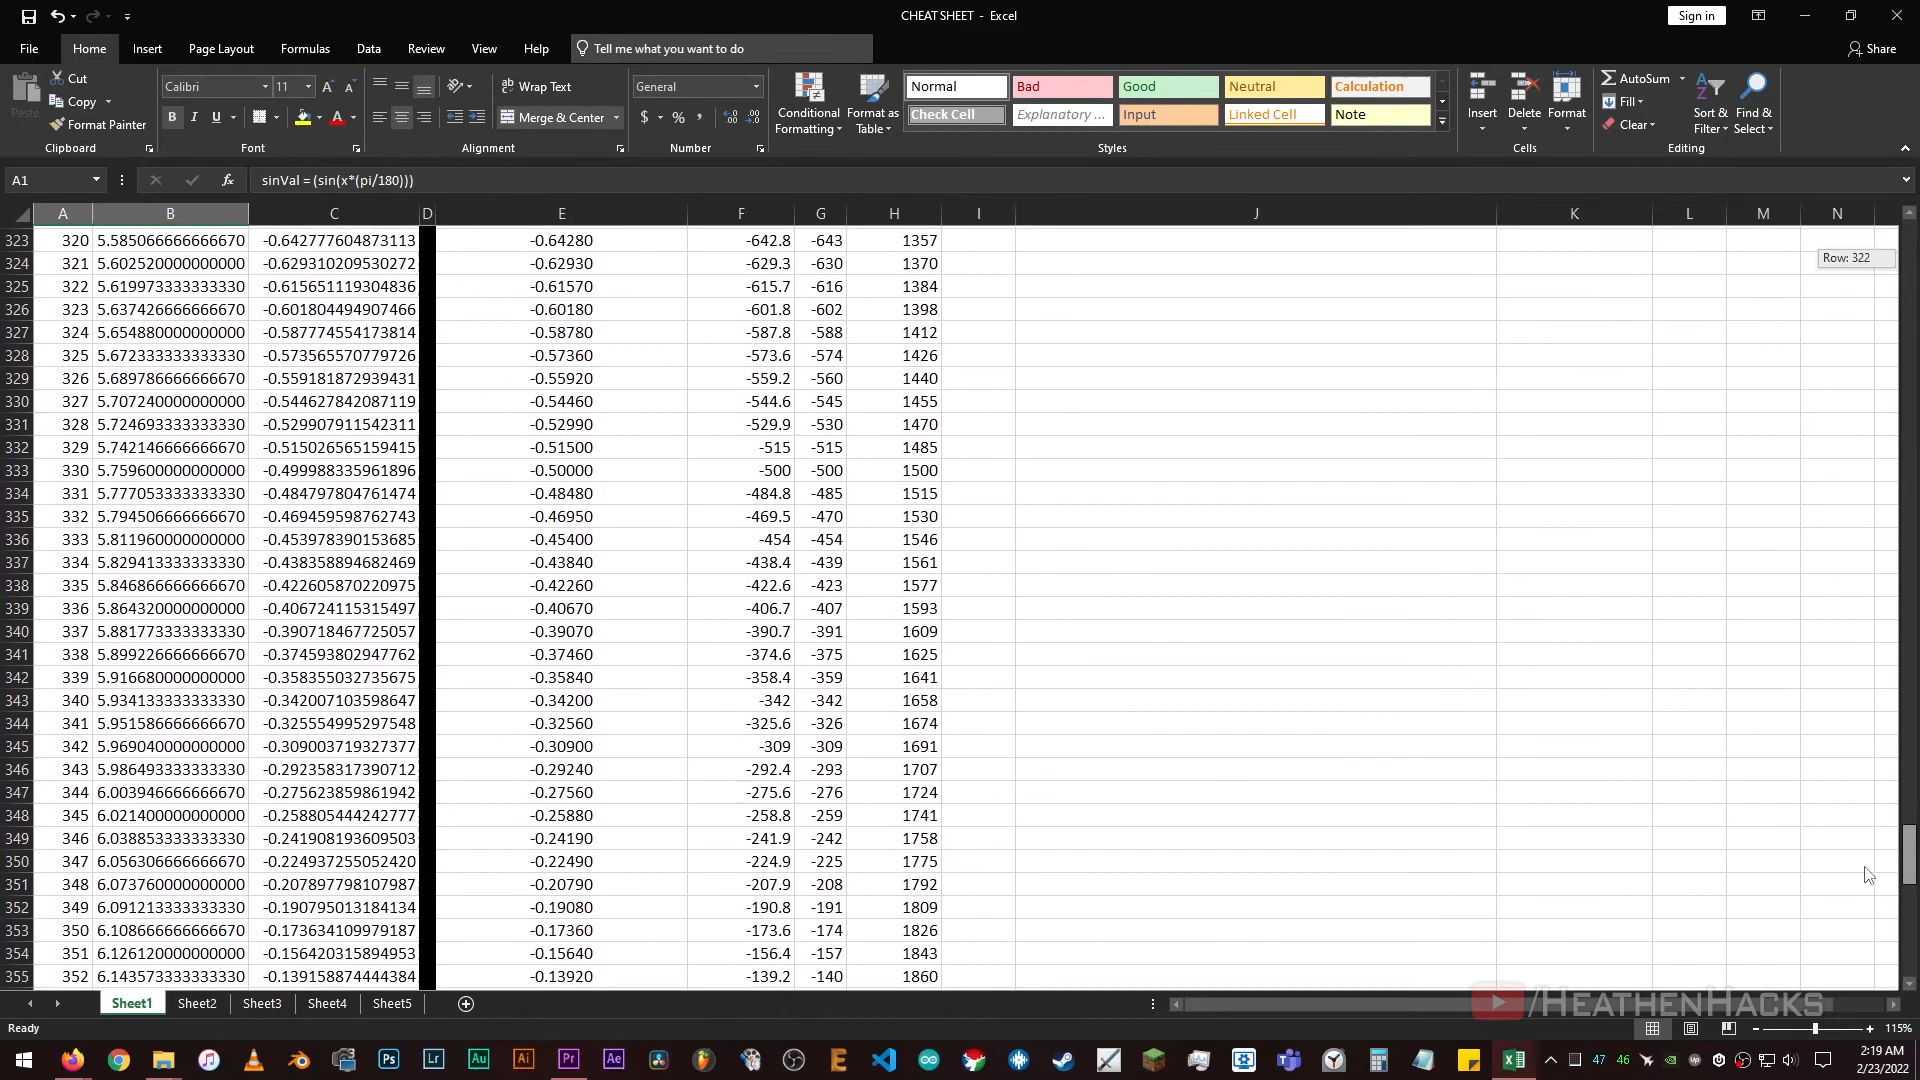 CHEAT SHEET - Excel
Sign in
File Home Insert Page Layout Formulas Data Review View Help Tell me what you want to do Share
Paste Cut
Copy
Format Painter
Clipboard
Calibri 11 A A
B I U A
Font
ab Wrap Text
Merge & Center
Alignment
General
$ % ,
Number
Conditional Formatting Format as Table
Normal Bad Good Neutral Calculation
Check Cell Explanatory ... Input Linked Cell Note
Styles
Insert Delete Format
Cells
AutoSum
Fill
Clear
Sort & Filter Find & Select
Editing
A1 fx sinVal = (sin(x*(pi/180)))
A B C D E F G H I J K L M N
323 320 5.585066666666670 -0.642777604873113 -0.64280 -642.8 -643 1357
Row: 322
324 321 5.602520000000000 -0.629310209530272 -0.62930 -629.3 -630 1370
325 322 5.619973333333330 -0.615651119304836 -0.61570 -615.7 -616 1384
326 323 5.637426666666670 -0.601804494907466 -0.60180 -601.8 -602 1398
327 324 5.654880000000000 -0.587774554173814 -0.58780 -587.8 -588 1412
328 325 5.672333333333330 -0.573565570779726 -0.57360 -573.6 -574 1426
329 326 5.689786666666670 -0.559181872939431 -0.55920 -559.2 -560 1440
330 327 5.707240000000000 -0.544627842087119 -0.54460 -544.6 -545 1455
331 328 5.724693333333330 -0.529907911542311 -0.52990 -529.9 -530 1470
332 329 5.742146666666670 -0.515026565159415 -0.51500 -515 -515 1485
333 330 5.759600000000000 -0.499988335961896 -0.50000 -500 -500 1500
334 331 5.777053333333330 -0.484797804761474 -0.48480 -484.8 -485 1515
335 332 5.794506666666670 -0.469459598762743 -0.46950 -469.5 -470 1530
336 333 5.811960000000000 -0.453978390153685 -0.45400 -454 -454 1546
337 334 5.829413333333330 -0.438358894682469 -0.43840 -438.4 -439 1561
338 335 5.846866666666670 -0.422605870220975 -0.42260 -422.6 -423 1577
339 336 5.864320000000000 -0.406724115315497 -0.40670 -406.7 -407 1593
340 337 5.881773333333330 -0.390718467725057 -0.39070 -390.7 -391 1609
341 338 5.899226666666670 -0.374593802947762 -0.37460 -374.6 -375 1625
342 339 5.916680000000000 -0.358355032735675 -0.35840 -358.4 -359 1641
343 340 5.934133333333330 -0.342007103598647 -0.34200 -342 -342 1658
344 341 5.951586666666670 -0.325554995297548 -0.32560 -325.6 -326 1674
345 342 5.969040000000000 -0.309003719327377 -0.30900 -309 -309 1691
346 343 5.986493333333330 -0.292358317390712 -0.29240 -292.4 -293 1707
347 344 6.003946666666670 -0.275623859861942 -0.27560 -275.6 -276 1724
348 345 6.021400000000000 -0.258805444242777 -0.25880 -258.8 -259 1741
349 346 6.038853333333330 -0.241908193609503 -0.24190 -241.9 -242 1758
350 347 6.056306666666670 -0.224937255052420 -0.22490 -224.9 -225 1775
351 348 6.073760000000000 -0.207897798107987 -0.20790 -207.9 -208 1792
352 349 6.091213333333330 -0.190795013184134 -0.19080 -190.8 -191 1809
353 350 6.108666666666670 -0.173634109979187 -0.17360 -173.6 -174 1826
354 351 6.126120000000000 -0.156420315894953 -0.15640 -156.4 -157 1843
355 352 6.143573333333330 -0.139158874444384 -0.13920 -139.2 -140 1860
Sheet1 Sheet2 Sheet3 Sheet4 Sheet5
/HEATHENHACKS
Ready 115%
Ps Lr Au Ai Pr Ae 47 46 2:19 AM
2/23/2022